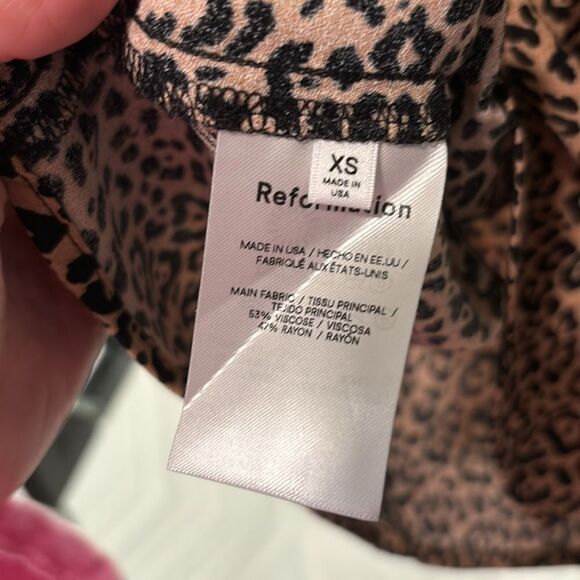 XS
MADE IN
USA
Reformation
MADE IN USA / HECHO EN EE.UU /
FABRIQUÉ AUX ÉTATS-UNIS
MAIN FABRIC / TISSU PRINCIPAL /
TEJIDO PRINCIPAL
53% VISCOSE / VISCOSA
47% RAYON / RAYÓN